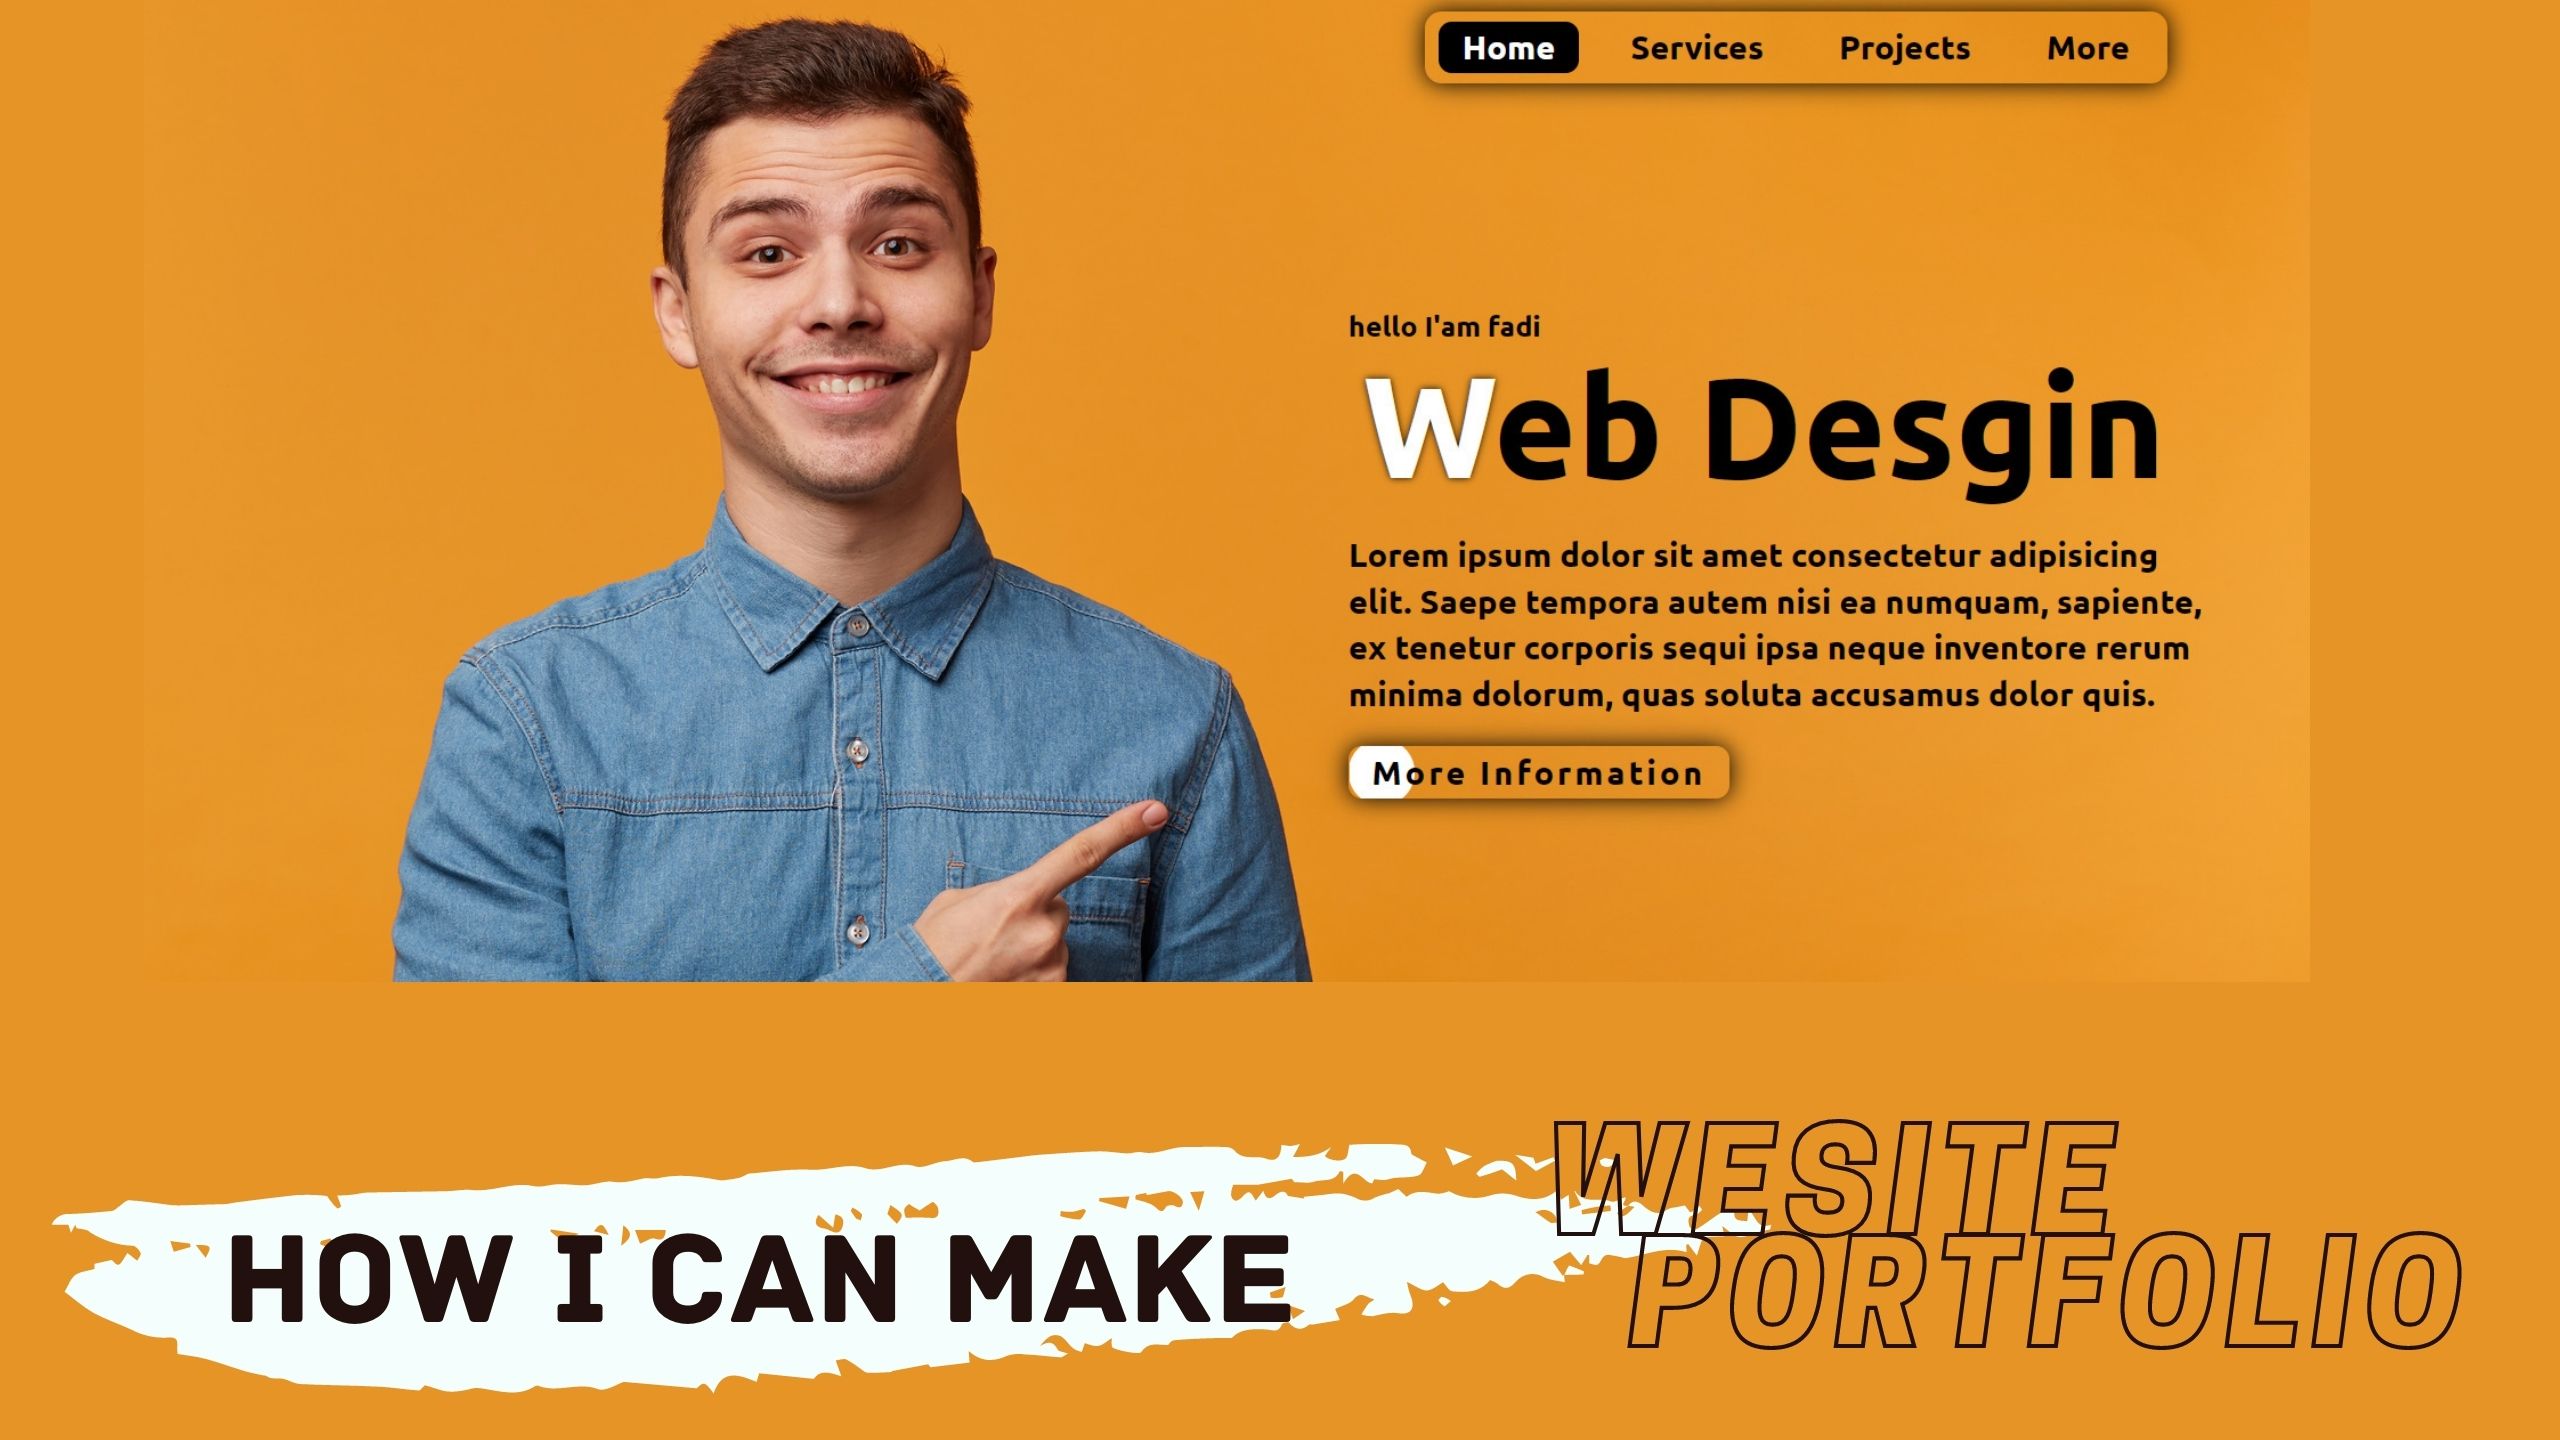 Home Services Projects More
hello I'am fadi
Web Desgin
Lorem ipsum dolor sit amet consectetur adipisicing
elit. Saepe tempora autem nisi ea numquam, sapiente,
ex tenetur corporis sequi ipsa neque inventore rerum
minima dolorum, quas soluta accusamus dolor quis.
More Information
HOW I CAN MAKE
WESITE
PORTFOLIO